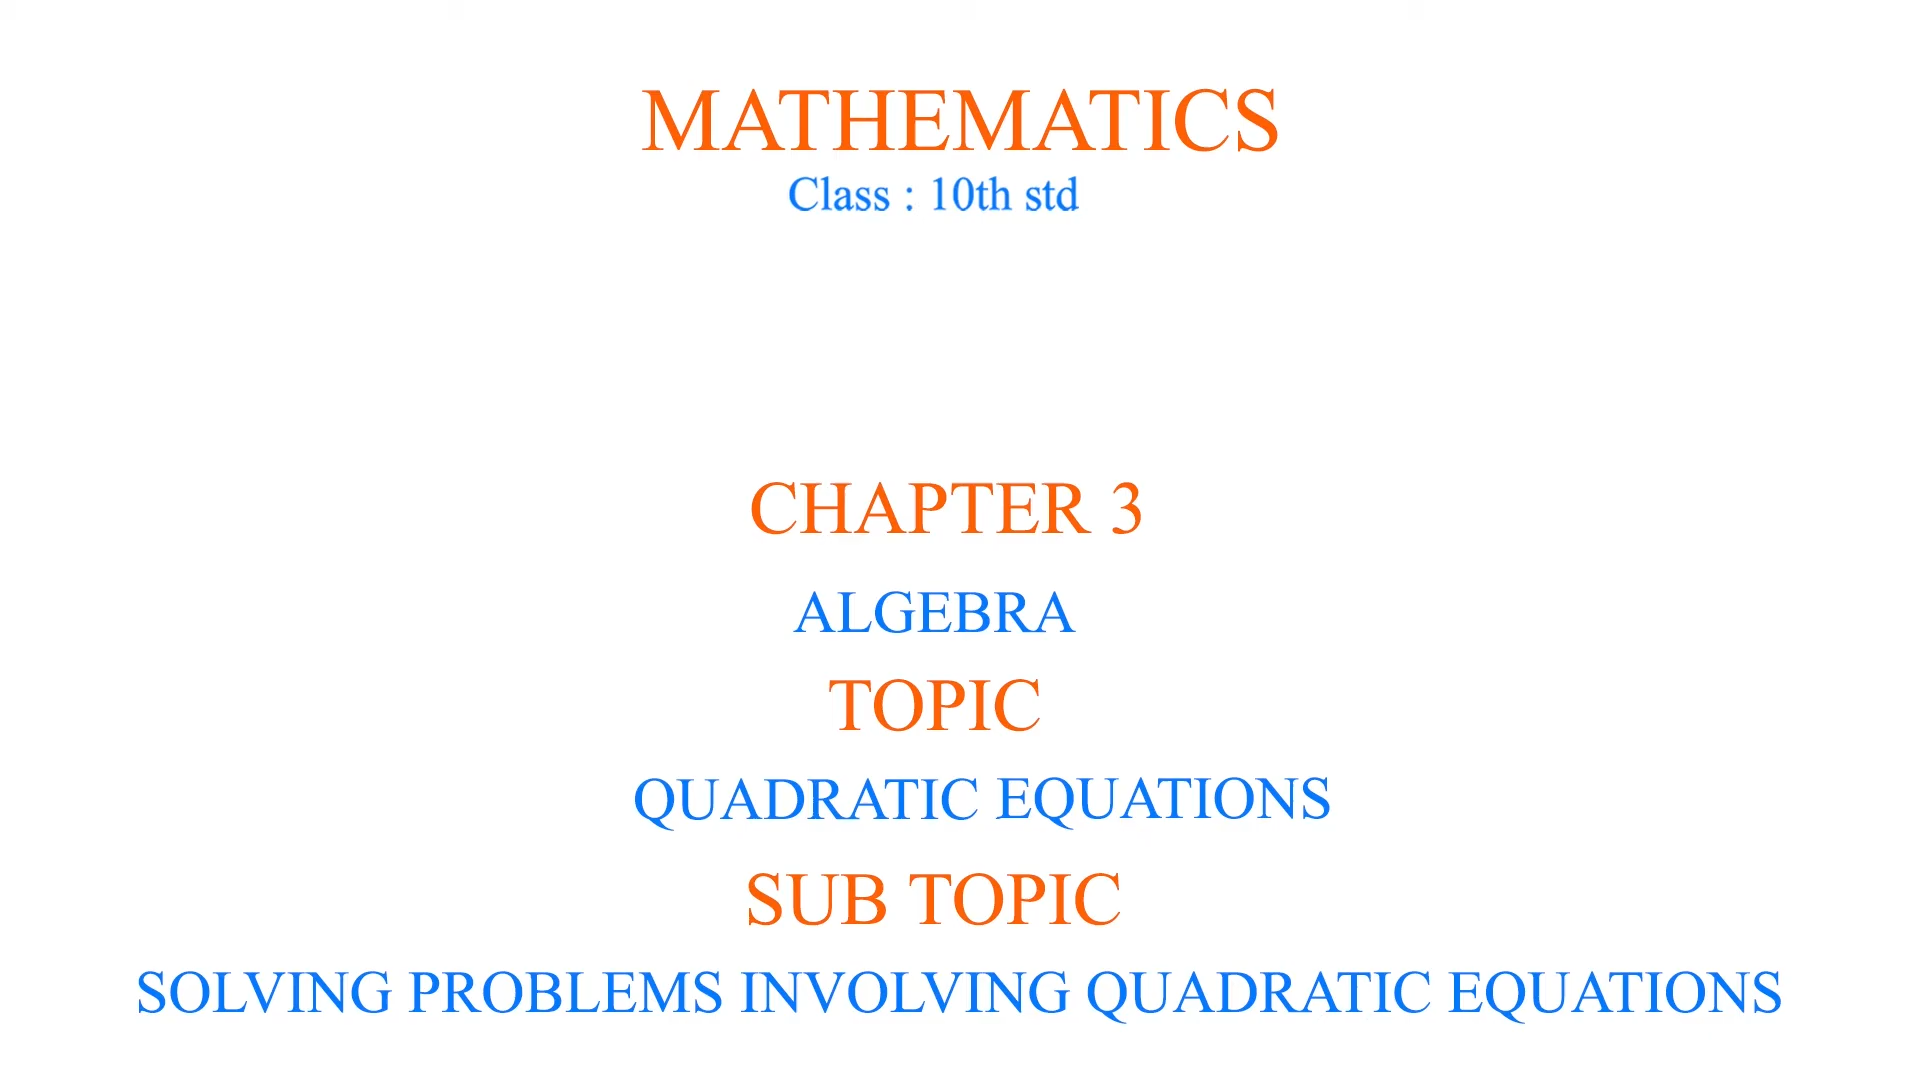 MATHEMATICS
Class : 10th std
CHAPTER 3
ALGEBRA
TOPIC
QUADRATIC EQUATIONS
SUB TOPIC
SOLVING PROBLEMS INVOLVING QUADRATIC EQUATIONS